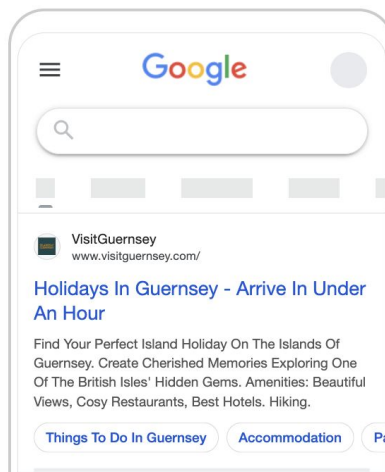 Google
VisitGuernsey
www.visitguernsey.com/
Holidays In Guernsey - Arrive In Under
An Hour
Find Your Perfect Island Holiday On The Islands Of
Guernsey. Create Cherished Memories Exploring One
Of The British Isles' Hidden Gems. Amenities: Beautiful
Views, Cosy Restaurants, Best Hotels. Hiking.
Things To Do In Guernsey Accommodation